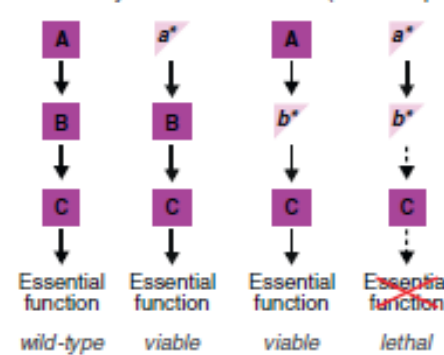 A a* A a*
B B b* b*
C C C C
Essential Essential Essential Essential
function function function function
wild-type viable viable lethal